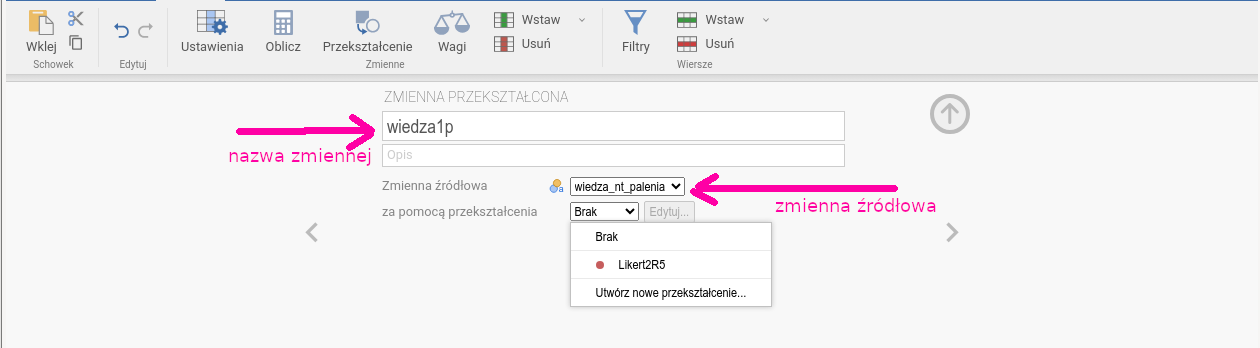 Wklej
Schowek
Edytuj
Ustawienia
Oblicz
Przekształcenie
Wagi
Wstaw
Usuń
Zmienne
Filtry
Wstaw
Usuń
Wiersze
ZMIENNA PRZEKSZTAŁCONA
wiedza1p
nazwa zmiennej
Opis
Zmienna źródłowa
a
wiedza_nt_palenia
zmienna źródłowa
za pomocą przekształcenia
Brak
Edytuj...
Brak
Likert2R5
Utwórz nowe przekształcenie...